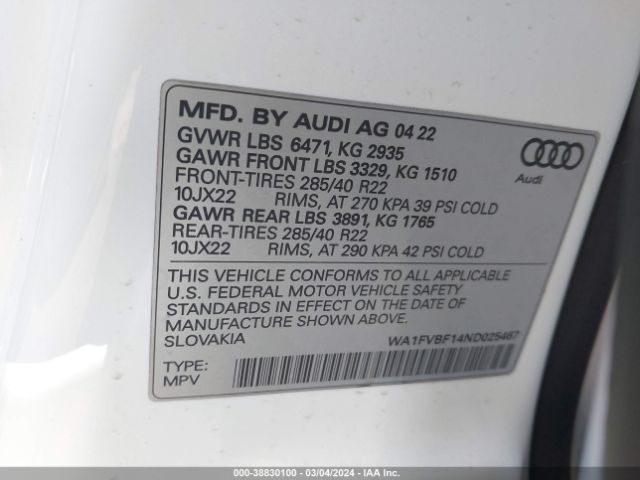 MFD. BY AUDI AG 04 22
GVWR LBS 6471, KG 2935
GAWR FRONT LBS 3329, KG 1510
FRONT-TIRES 285/40 R22
10JX22 RIMS, AT 270 KPA 39 PSI COLD
GAWR REAR LBS 3891, KG 1765
REAR-TIRES 285/40 R22
10JX22 RIMS, AT 290 KPA 42 PSI COLD
Audi
THIS VEHICLE CONFORMS TO ALL APPLICABLE
U.S. FEDERAL MOTOR VEHICLE SAFETY
STANDARDS IN EFFECT ON THE DATE OF
MANUFACTURE SHOWN ABOVE.
SLOVAKIA
WA1FVBF14ND025467
TYPE:
MPV
000-38830100 - 03/04/2024 - IAA Inc.